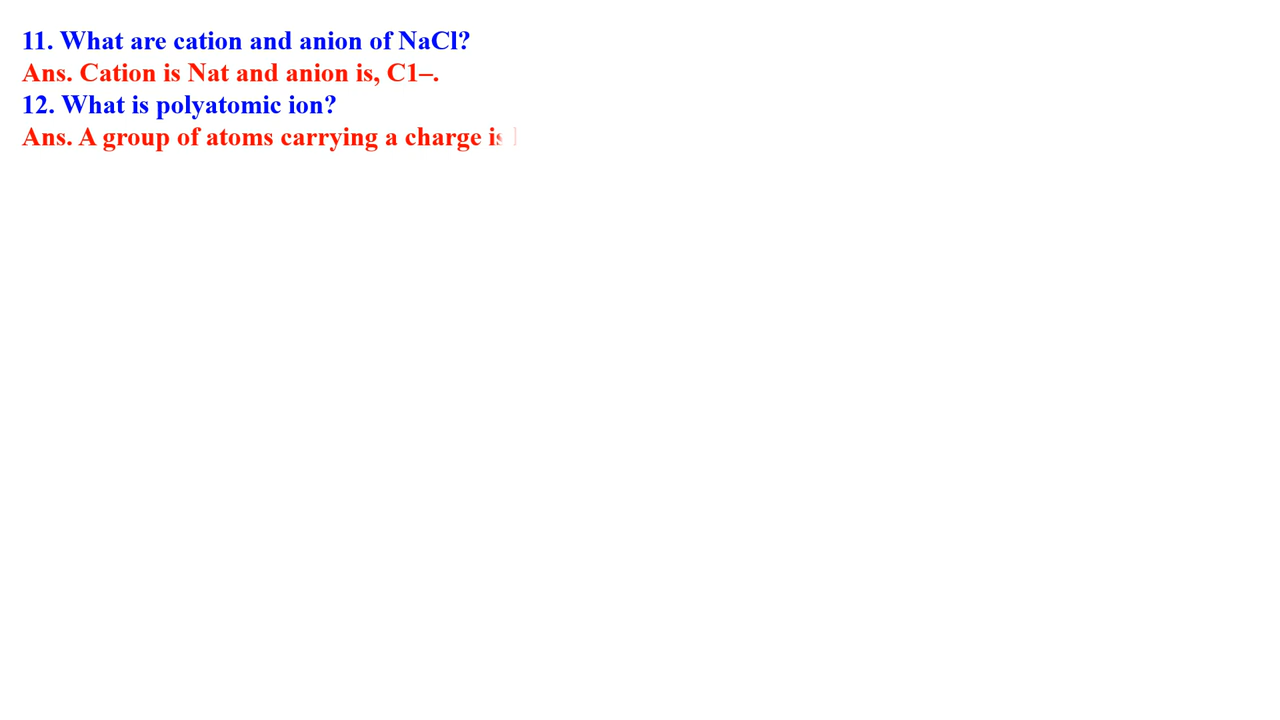 11. What are cation and anion of NaCl?
Ans. Cation is Nat and anion is, C1–.
12. What is polyatomic ion?
Ans. A group of atoms carrying a charge is